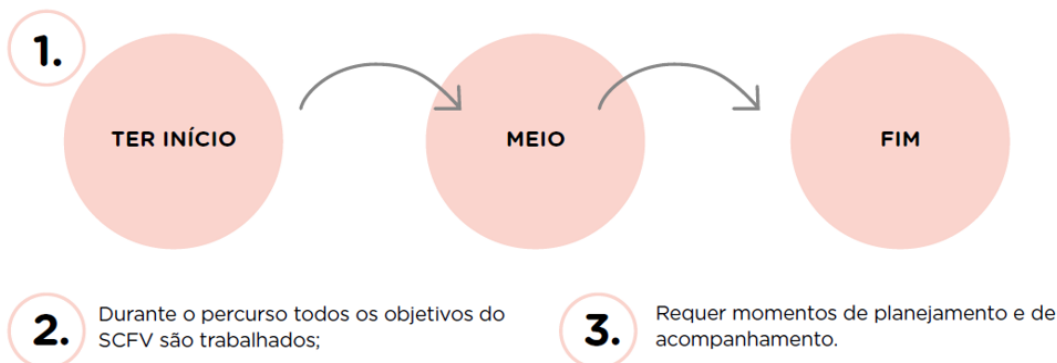 1.
TER INÍCIO
MEIO
FIM
2.
Durante o percurso todos os objetivos do
SCFV são trabalhados;
3.
Requer momentos de planejamento e de
acompanhamento.